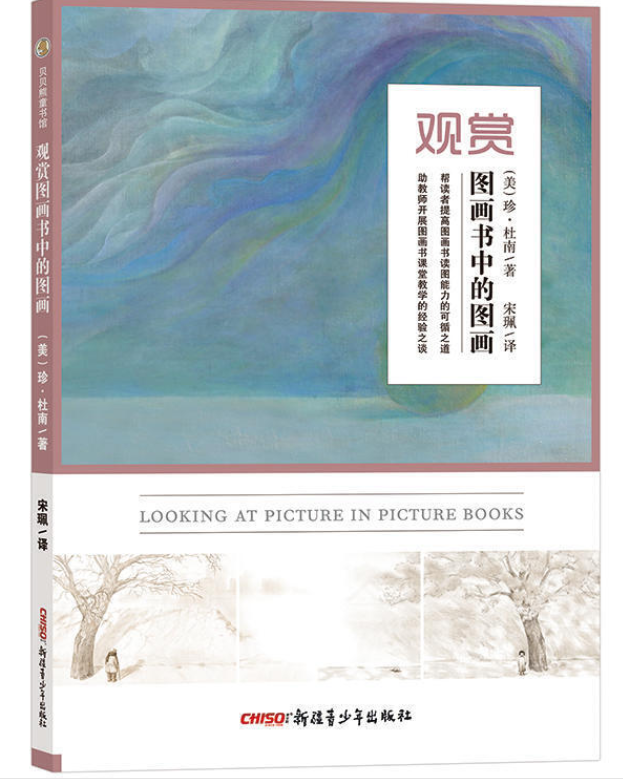 贝贝熊童书馆
观赏图画书中的图画
(美)珍·杜南/著
宋珮/译
CHISO
新疆青少年出版社
观赏
图画书中的图画
(美)珍·杜南/著 宋珮/译
帮读者提高图画书读图能力的可循之道
助教师开展图画书课堂教学的经验之谈
LOOKING AT PICTURE IN PICTURE BOOKS
CHISO 新疆青少年出版社